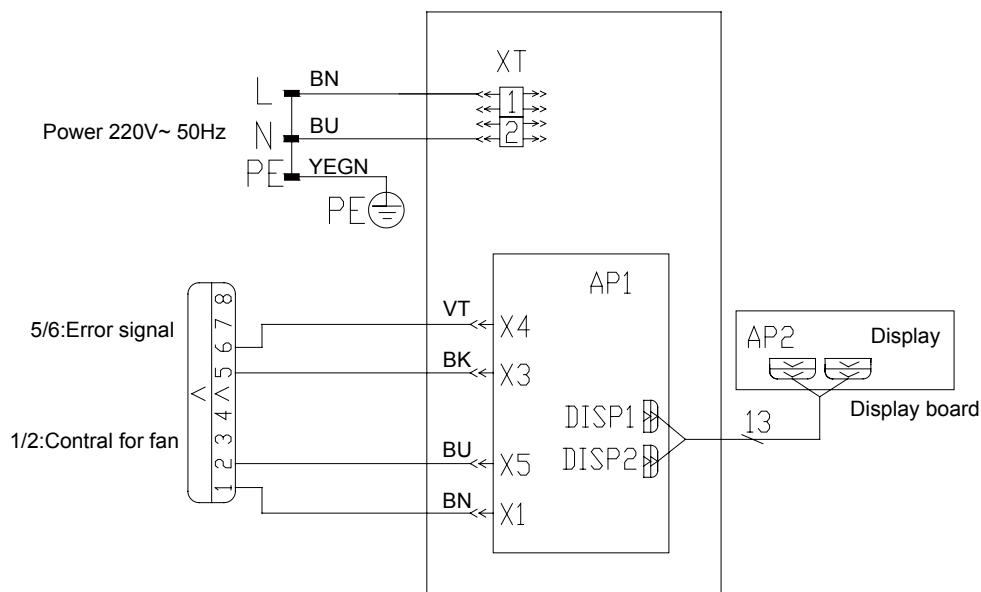 XT
L BN
1
Power 220V~ 50Hz
N BU
2
PE YEGN
PE
AP1
8
7
6
5
4
3
2
1
5/6:Error signal
VT X4
BK X3
1/2:Contral for fan
BU X5
BN X1
DISP1
DISP2
13
AP2 Display
Display board